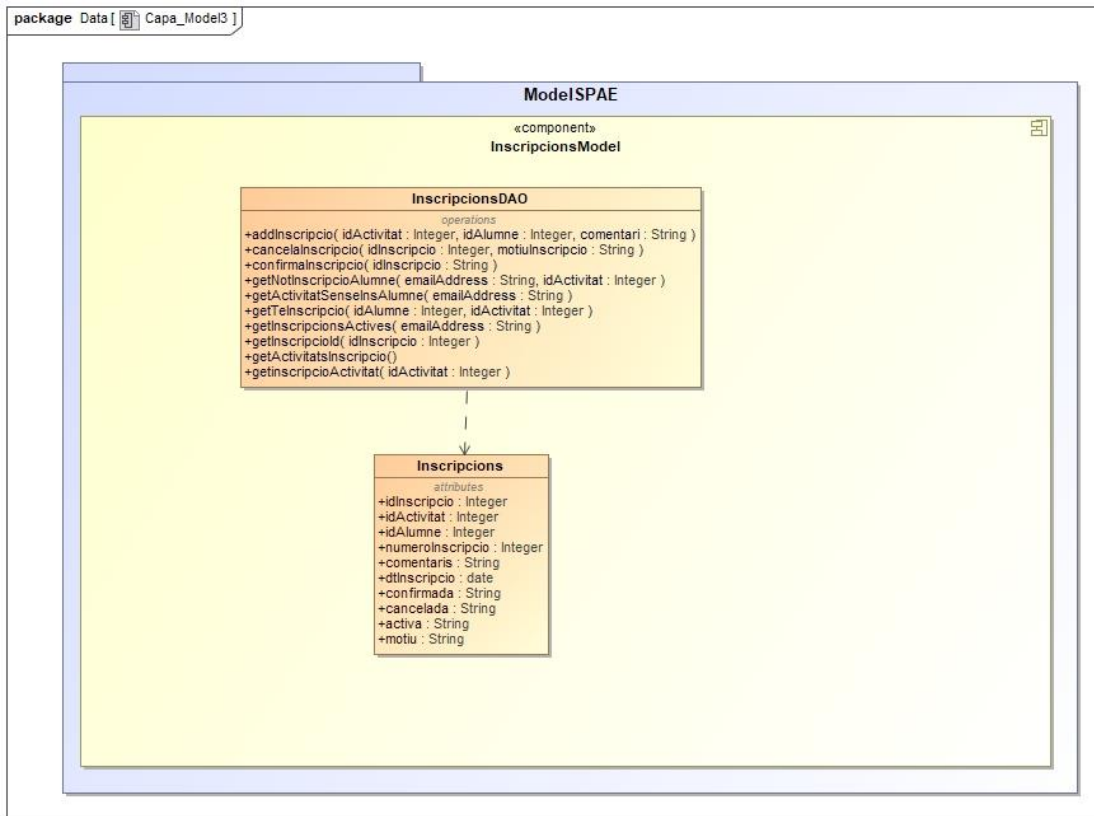 package Data [ Capa_Model3 ]
ModelSPAE
«component»
InscripcionsModel
InscripcionsDAO
operations
+addInscripcio( idActivitat : Integer, idAlumne : Integer, comentari : String )
+cancelaInscripcio( idInscripcio : Integer, motiuInscripcio : String )
+confirmaInscripcio( idInscripcio : String )
+getNotInscripcioAlumne( emailAddress : String, idActivitat : Integer )
+getActivitatSenseInsAlumne( emailAddress : String )
+getTeInscripcio( idAlumne : Integer, idActivitat : Integer )
+getInscripcionsActives( emailAddress : String )
+getInscripcioId( idInscripcio : Integer )
+getActivitatsInscripcio()
+getinscripcioActivitat( idActivitat : Integer )
Inscripcions
attributes
+idInscripcio : Integer
+idActivitat : Integer
+idAlumne : Integer
+numeroInscripcio : Integer
+comentaris : String
+dtInscripcio : date
+confirmada : String
+cancelada : String
+activa : String
+motiu : String